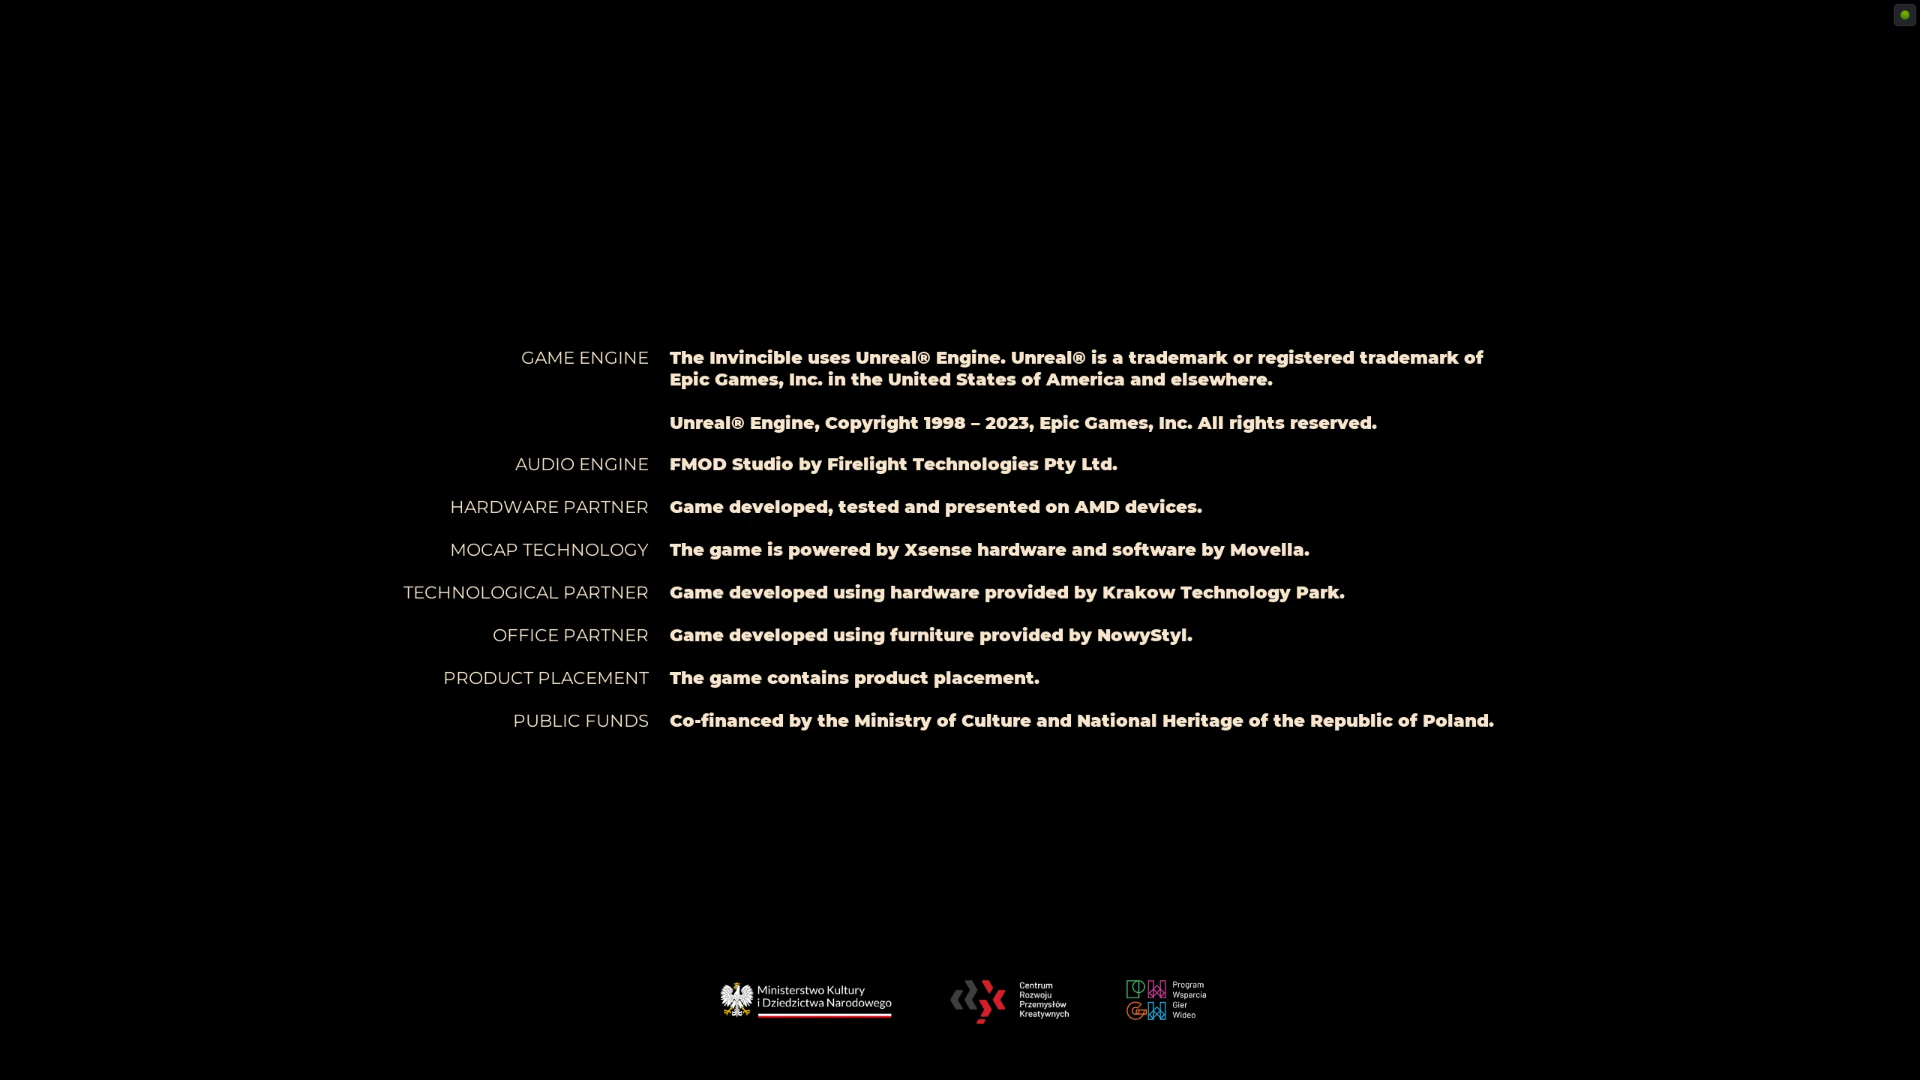 GAME ENGINE The Invincible uses Unreal® Engine. Unreal® is a trademark or registered trademark of
Epic Games, Inc. in the United States of America and elsewhere.
Unreal® Engine, Copyright 1998 – 2023, Epic Games, Inc. All rights reserved.
AUDIO ENGINE FMOD Studio by Firelight Technologies Pty Ltd.
HARDWARE PARTNER Game developed, tested and presented on AMD devices.
MOCAP TECHNOLOGY The game is powered by Xsense hardware and software by Movella.
TECHNOLOGICAL PARTNER Game developed using hardware provided by Krakow Technology Park.
OFFICE PARTNER Game developed using furniture provided by NowyStyl.
PRODUCT PLACEMENT The game contains product placement.
PUBLIC FUNDS Co-financed by the Ministry of Culture and National Heritage of the Republic of Poland.
Ministerstwo Kultury
i Dziedzictwa Narodowego
Centrum
Rozwoju
Przemysłów
Kreatywnych
PW
GW
Program
Wsparcia
Gier
Wideo